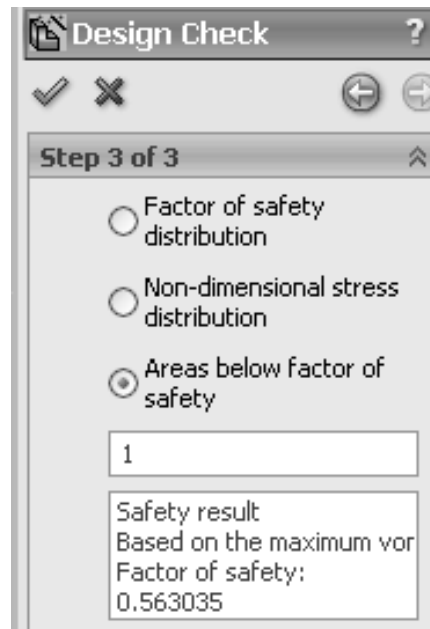 Design Check ?
Step 3 of 3
Factor of safety
distribution
Non-dimensional stress
distribution
Areas below factor of
safety
1
Safety result
Based on the maximum vor
Factor of safety:
0.563035